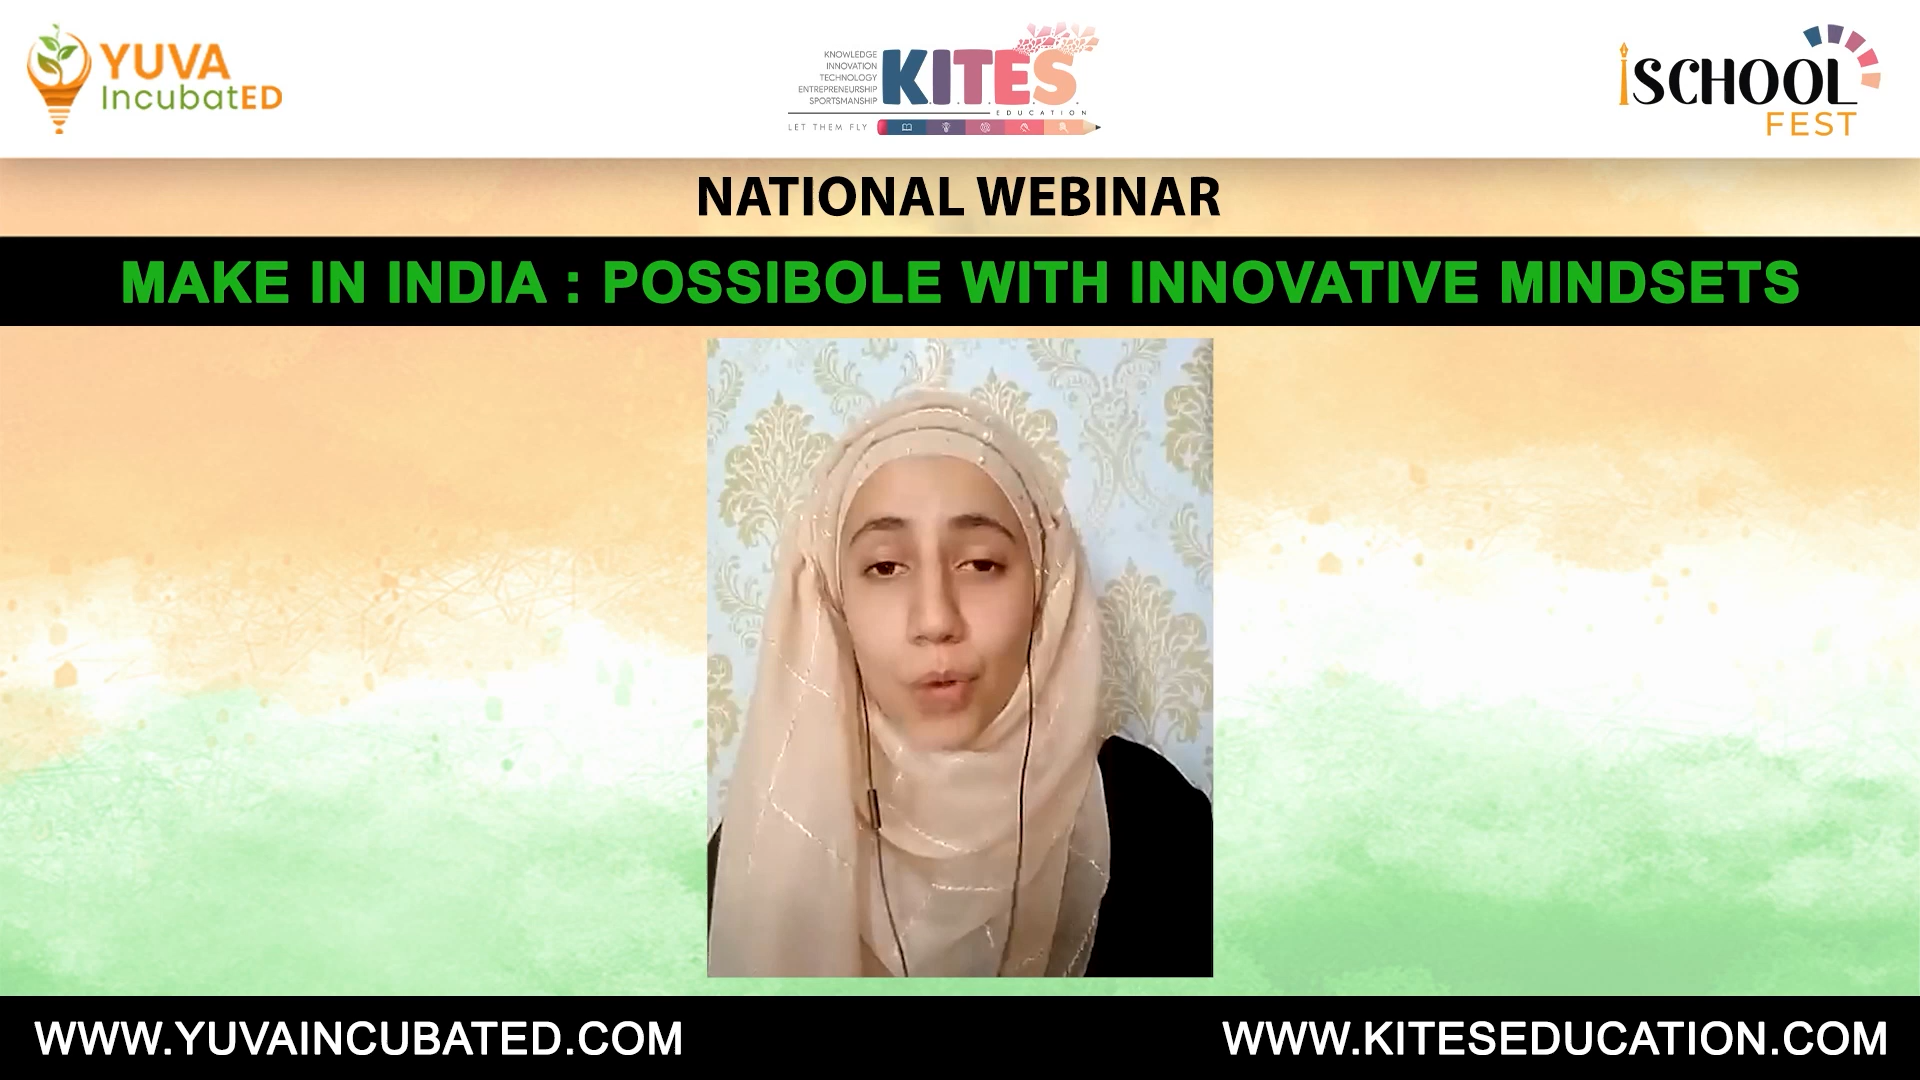 YUVA
IncubatED
KNOWLEDGE
INNOVATION
TECHNOLOGY
ENTREPRENEURSHIP
SPORTSMANSHIP
K.I.T.E.S.
EDUCATION
LET THEM FLY
iSCHOOL
FEST
NATIONAL WEBINAR
MAKE IN INDIA : POSSIBOLE WITH INNOVATIVE MINDSETS
WWW.YUVAINCUBATED.COM
WWW.KITESEDUCATION.COM